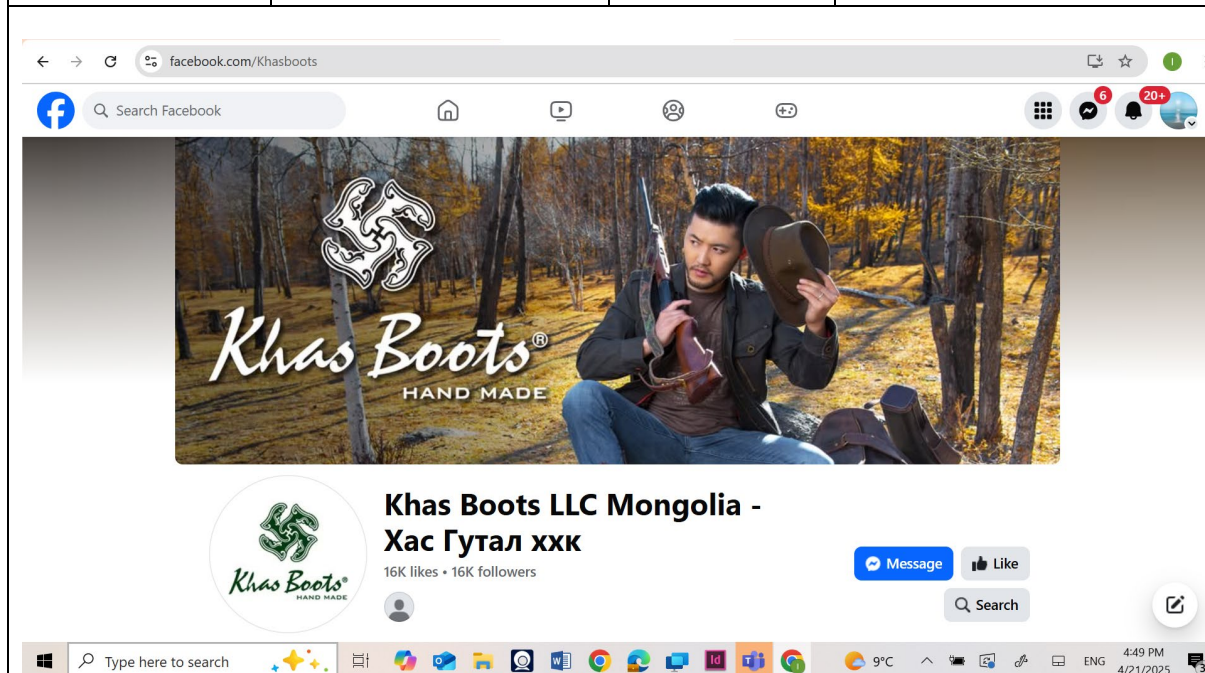 facebook.com/Khasboots
Search Facebook
6
20+
Khas Boots®
HAND MADE
Khas Boots LLC Mongolia -
Хас Гутал ххк
16K likes • 16K followers
Message
Like
Search
Khas Boots®
HAND MADE
Type here to search
9°C
ENG
4:49 PM
4/21/2025
3